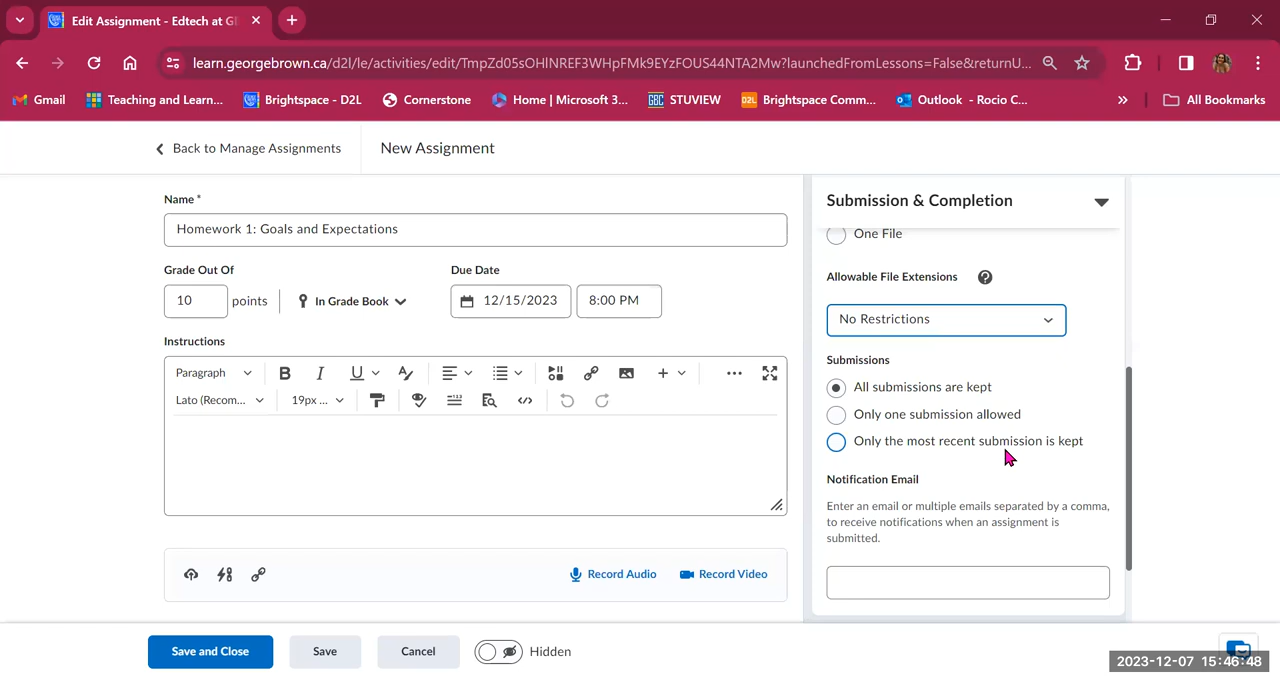 Edit Assignment - Edtech at G
learn.georgebrown.ca/d2l/le/activities/edit/TmpZd05sOHlNREF3WHpFMk9EYzFOUS44NTA2Mw?launchedFromLessons=False&returnU...
Gmail
Teaching and Learn...
Brightspace - D2L
Cornerstone
Home | Microsoft 3...
GBC STUVIEW
D2L Brightspace Comm...
Outlook - Rocio C...
»
All Bookmarks
Back to Manage Assignments
New Assignment
Name *
Homework 1: Goals and Expectations
Grade Out Of
Due Date
10 points
In Grade Book
12/15/2023
8:00 PM
Instructions
Paragraph
B I U
Lato (Recom...
19px ...
Record Audio
Record Video
Submission & Completion
One File
Allowable File Extensions
No Restrictions
Submissions
All submissions are kept
Only one submission allowed
Only the most recent submission is kept
Notification Email
Enter an email or multiple emails separated by a comma,
to receive notifications when an assignment is
submitted.
Save and Close
Save
Cancel
Hidden
2023-12-07 15:46:48